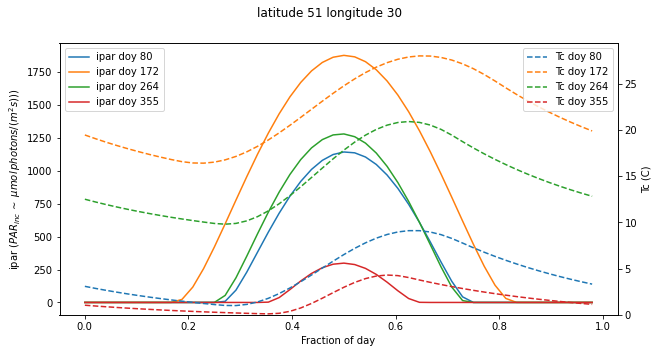 latitude 51 longitude 30
ipar doy 80
ipar doy 172
ipar doy 264
ipar doy 355
Tc doy 80
Tc doy 172
Tc doy 264
Tc doy 355
ipar (PAR_inc ∼ μmol photons/(m²s)))
1750
1500
1250
1000
750
500
250
0
25
20
15
10
5
0
Tc (C)
0.0 0.2 0.4 0.6 0.8 1.0
Fraction of day